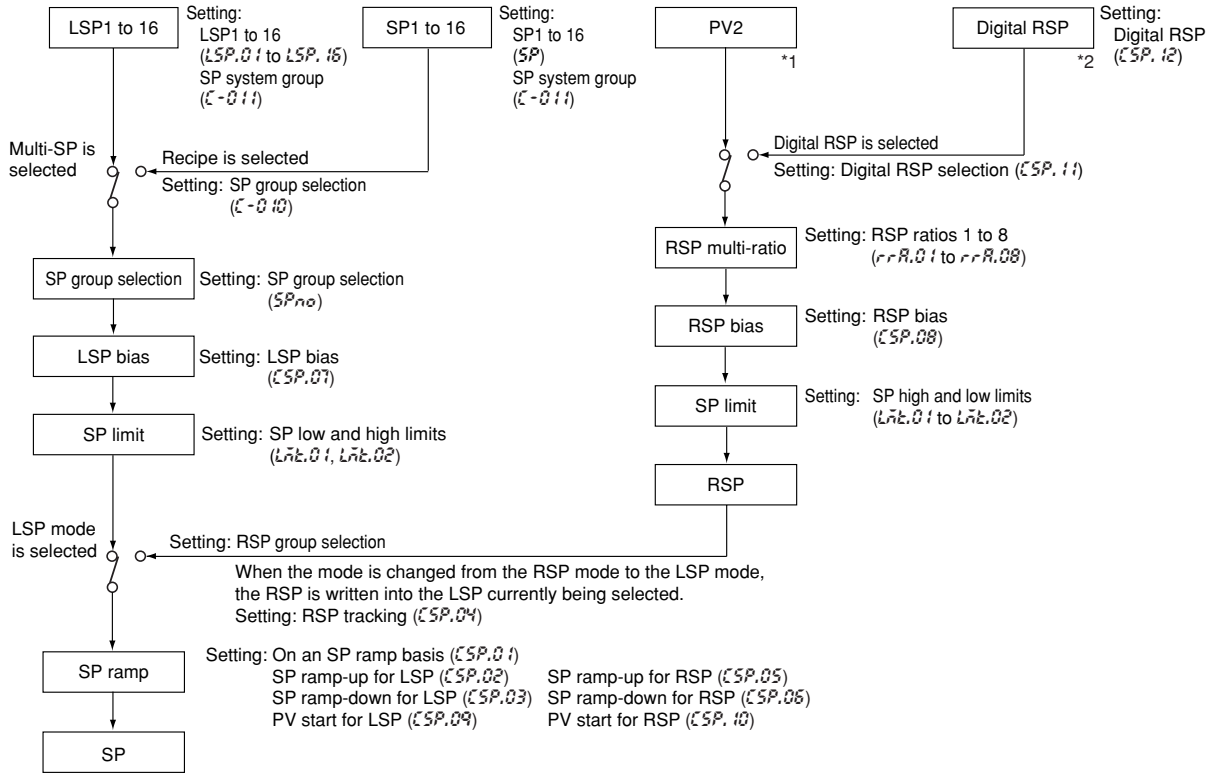 LSP1 to 16
Setting:
LSP1 to 16
(LSP.01 to LSP.16)
SP system group
(C-011)
SP1 to 16
Setting:
SP1 to 16
(SP)
SP system group
(C-011)
PV2
*1
Digital RSP
*2
Setting:
Digital RSP
(CSP.12)
Multi-SP is
selected
Recipe is selected
Setting: SP group selection
(C-010)
Digital RSP is selected
Setting: Digital RSP selection (CSP.11)
SP group selection
Setting: SP group selection
(SPno)
LSP bias
Setting: LSP bias
(CSP.07)
SP limit
Setting: SP low and high limits
(LMt.01, LMt.02)
RSP multi-ratio
Setting: RSP ratios 1 to 8
(rrA.01 to rrA.08)
RSP bias
Setting: RSP bias
(CSP.08)
SP limit
Setting: SP high and low limits
(LMt.01 to LMt.02)
RSP
LSP mode
is selected
Setting: RSP group selection
When the mode is changed from the RSP mode to the LSP mode,
the RSP is written into the LSP currently being selected.
Setting: RSP tracking (CSP.04)
SP ramp
Setting: On an SP ramp basis (CSP.01)
SP ramp-up for LSP (CSP.02) SP ramp-up for RSP (CSP.05)
SP ramp-down for LSP (CSP.03) SP ramp-down for RSP (CSP.06)
PV start for LSP (CSP.09) PV start for RSP (CSP.10)
SP